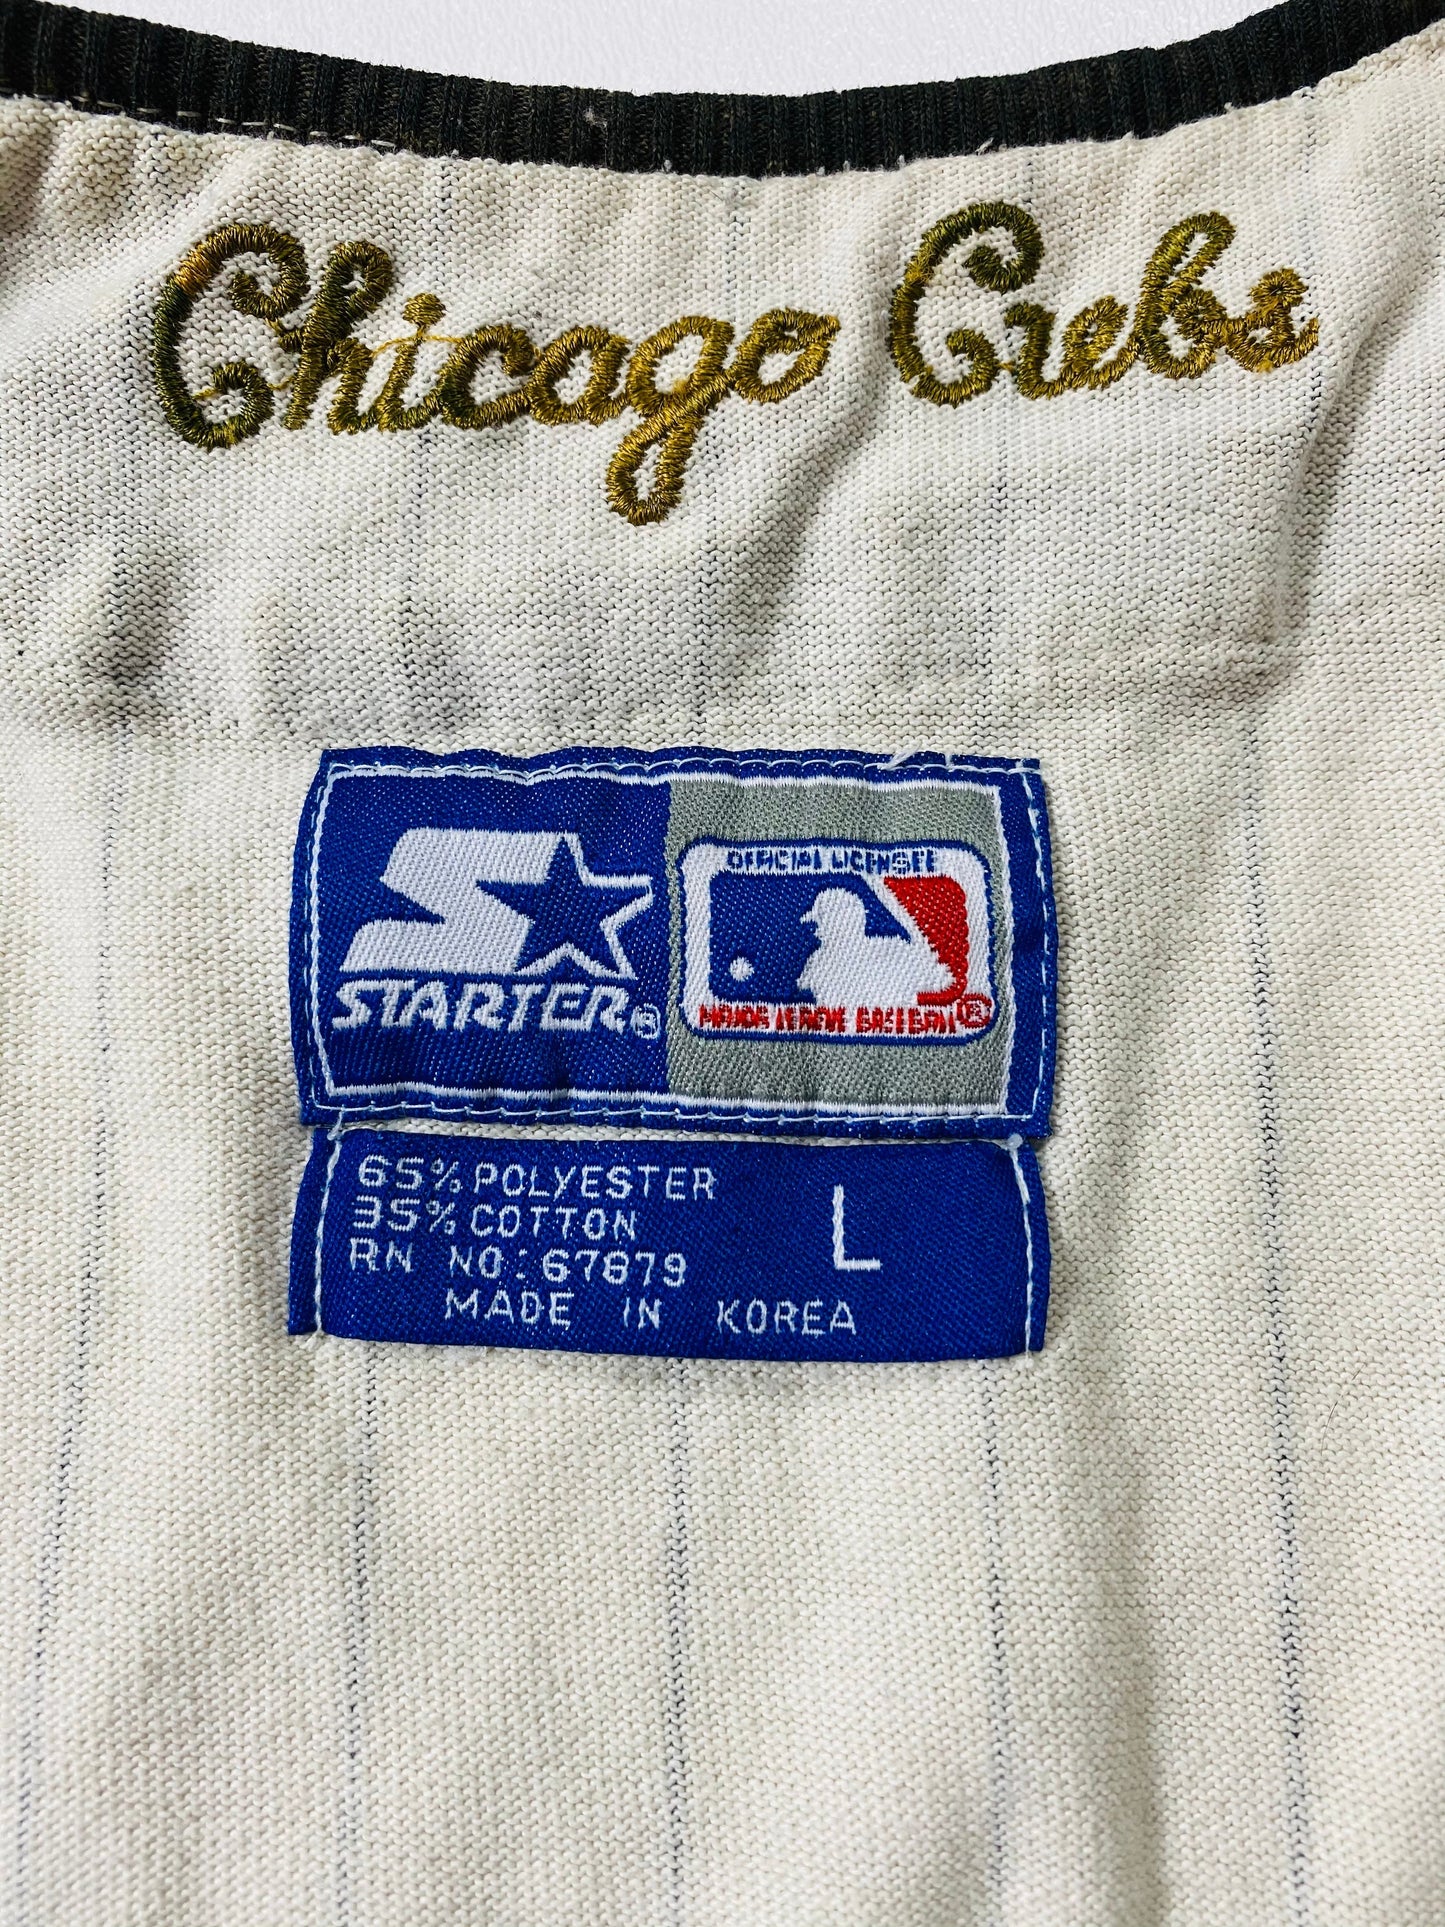 Chicago Cubs
OFFICIAL LICENSEE
STARTER®
MAJOR LEAGUE BASEBALL®
65% POLYESTER
35% COTTON
L
RN NO: 67879
MADE IN KOREA